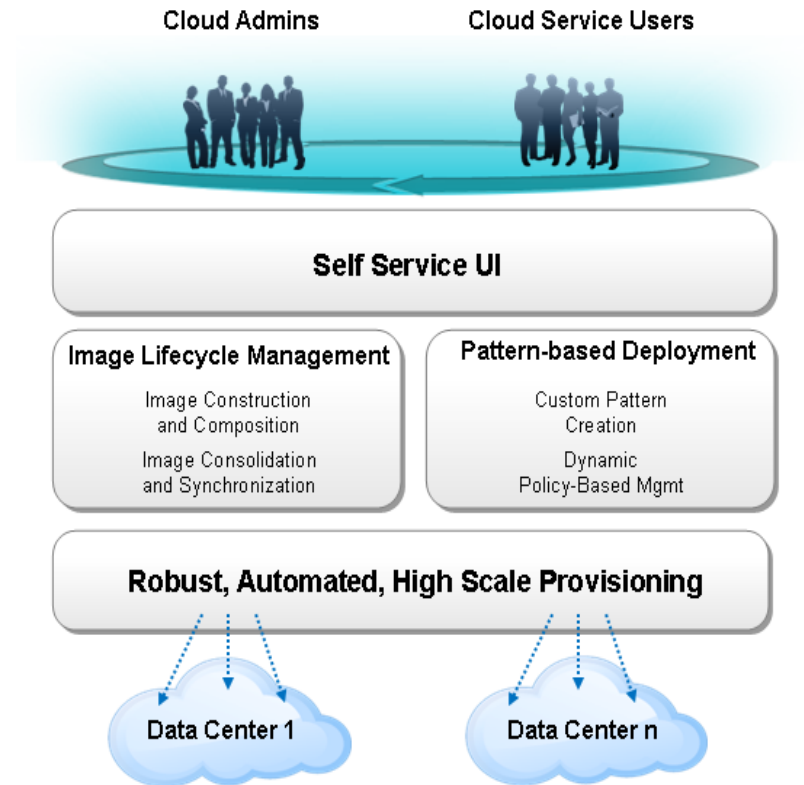 Cloud Admins
Cloud Service Users
Self Service UI
Image Lifecycle Management
Image Construction
and Composition
Image Consolidation
and Synchronization
Pattern-based Deployment
Custom Pattern
Creation
Dynamic
Policy-Based Mgmt
Robust, Automated, High Scale Provisioning
Data Center 1
Data Center n